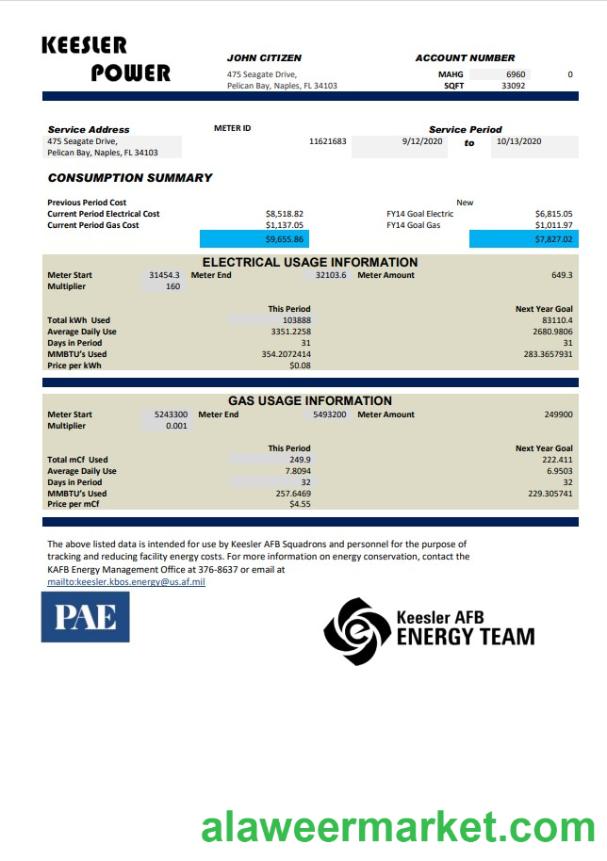 KEESLER
POWER
JOHN CITIZEN
475 Seagate Drive,
Pelican Bay, Naples, FL 34103
ACCOUNT NUMBER
MAHG 6960 0
SQFT 33092
Service Address METER ID Service Period
475 Seagate Drive, 11621683 9/12/2020 to 10/13/2020
Pelican Bay, Naples, FL 34103
CONSUMPTION SUMMARY
Previous Period Cost New
Current Period Electrical Cost $8,518.82 FY14 Goal Electric $6,815.05
Current Period Gas Cost $1,137.05 FY14 Goal Gas $1,011.97
$9,655.86 $7,827.02
ELECTRICAL USAGE INFORMATION
Meter Start 31454.3 Meter End 32103.6 Meter Amount 649.3
Multiplier 160
This Period Next Year Goal
Total kWh Used 103888 83110.4
Average Daily Use 3351.2258 2680.9806
Days in Period 31 31
MMBTU's Used 354.2072414 283.3657931
Price per kWh $0.08
GAS USAGE INFORMATION
Meter Start 5243300 Meter End 5493200 Meter Amount 249900
Multiplier 0.001
This Period Next Year Goal
Total mCf Used 249.9 222.411
Average Daily Use 7.8094 6.9503
Days in Period 32 32
MMBTU's Used 257.6469 229.305741
Price per mCf $4.55
The above listed data is intended for use by Keesler AFB Squadrons and personnel for the purpose of
tracking and reducing facility energy costs. For more information on energy conservation, contact the
KAFB Energy Management Office at 376-8637 or email at
mailto:keesler.kbos.energy@us.af.mil
PAE
Keesler AFB
ENERGY TEAM
alaweermarket.com